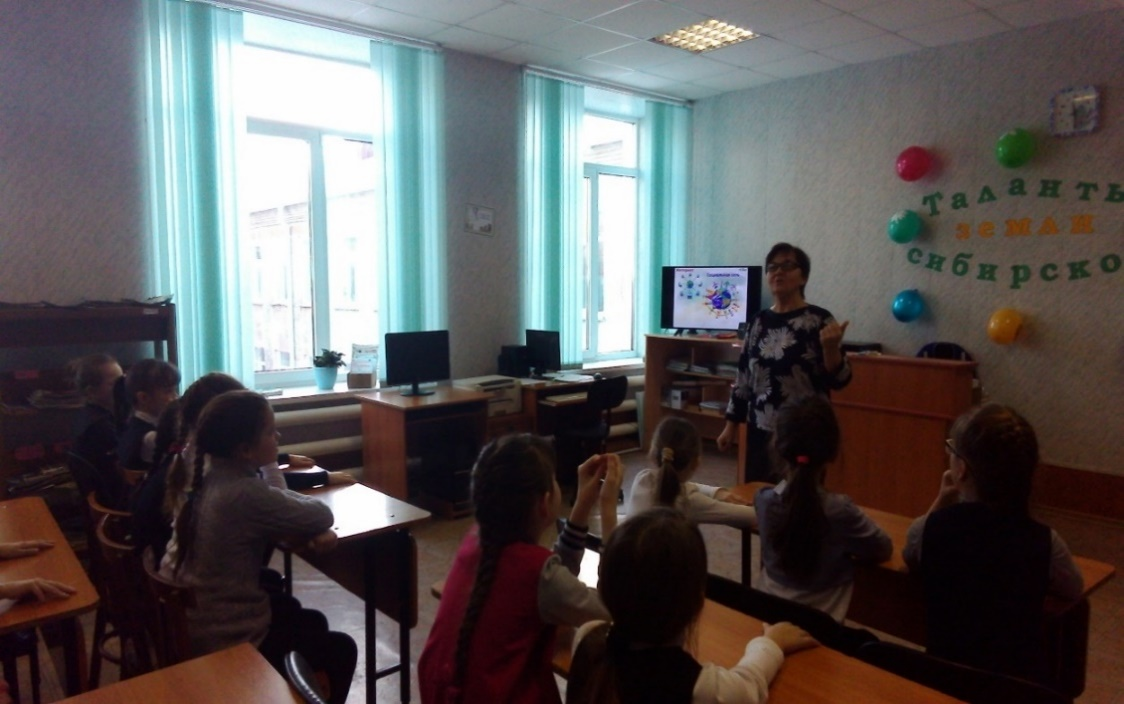 Таланты
земли
сибирско